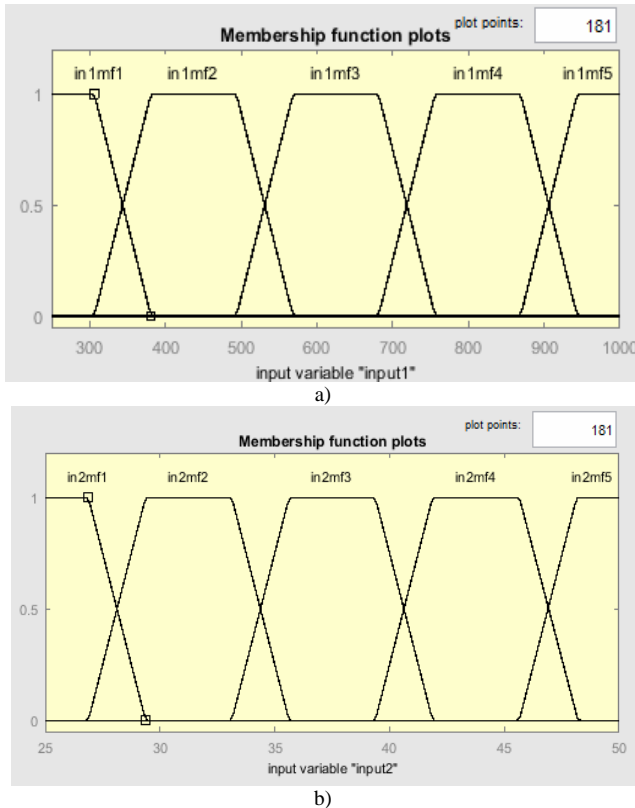 Membership function plots plot points: 181
in1mf1 in1mf2 in1mf3 in1mf4 in1mf5
1
0.5
0
300 400 500 600 700 800 900 1000
input variable "input1"
a)
Membership function plots plot points: 181
in2mf1 in2mf2 in2mf3 in2mf4 in2mf5
1
0.5
0
25 30 35 40 45 50
input variable "input2"
b)